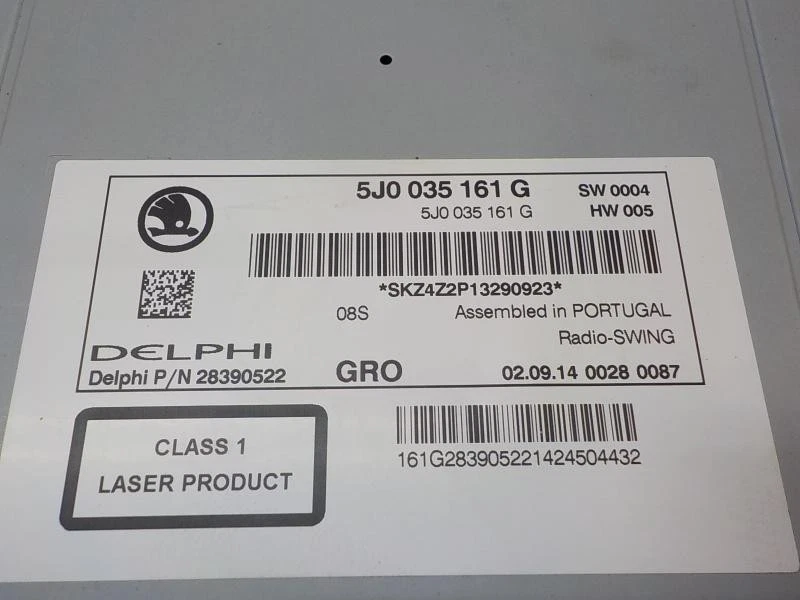 5J0 035 161 G SW 0004
5J0 035 161 G HW 005
*SKZ4Z2P13290923*
08S Assembled in PORTUGAL
Radio-SWING
DELPHI
Delphi P/N 28390522 GRO 02.09.14 0028 0087
CLASS 1
LASER PRODUCT
161G283905221424504432